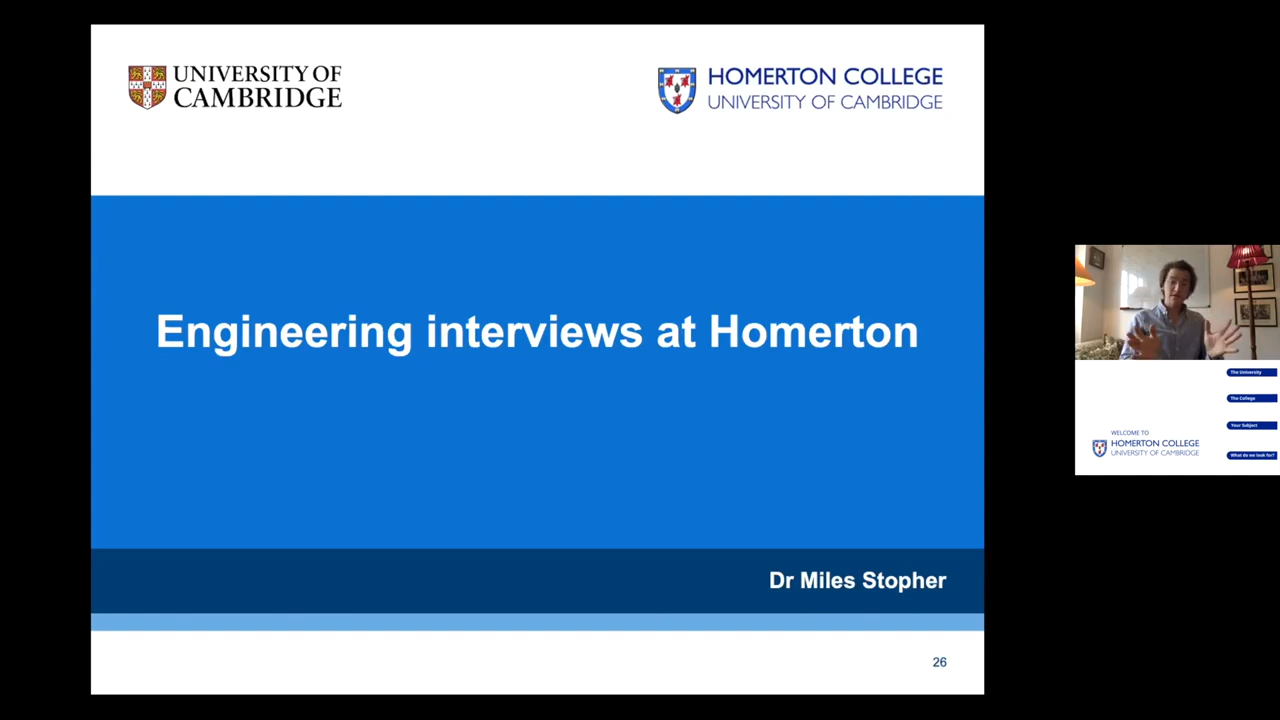 UNIVERSITY OF
CAMBRIDGE
HOMERTON COLLEGE
UNIVERSITY OF CAMBRIDGE
Engineering interviews at Homerton
Dr Miles Stopher
26
The University
The College
Your Subject
What do we look for?
WELCOME TO
HOMERTON COLLEGE
UNIVERSITY OF CAMBRIDGE